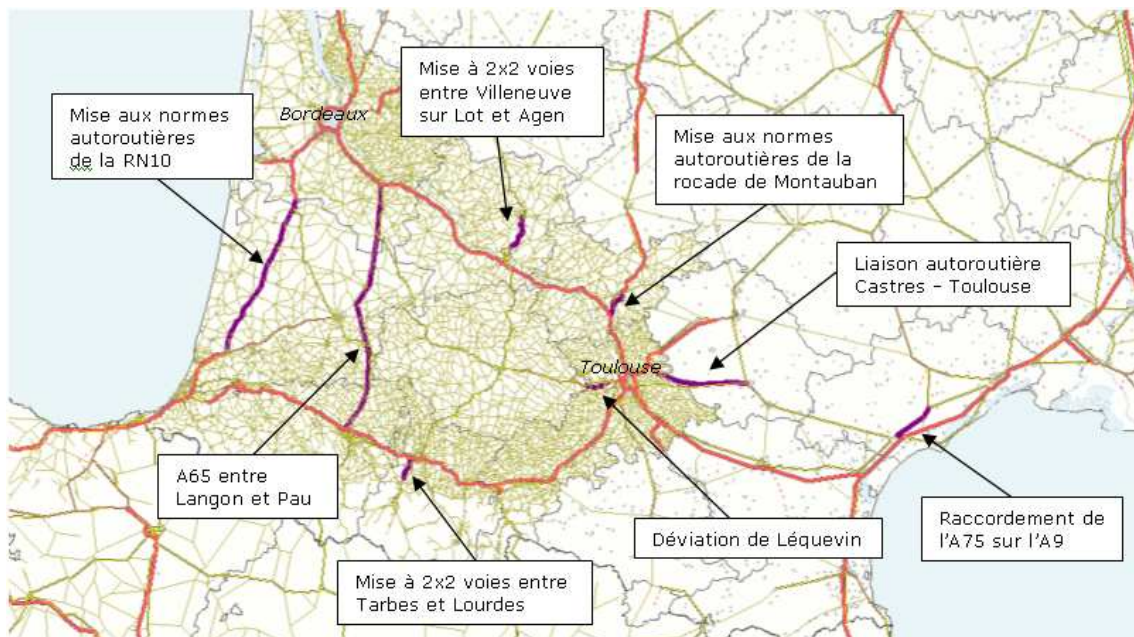 Mise à 2x2 voies
entre Villeneuve
sur Lot et Agen
Mise aux normes
autoroutières
de la RN10
Bordeaux
Mise aux normes
autoroutières de la
rocade de Montauban
Liaison autoroutière
Castres - Toulouse
Toulouse
A65 entre
Langon et Pau
Déviation de Léquevin
Raccordement de
l'A75 sur l'A9
Mise à 2x2 voies entre
Tarbes et Lourdes